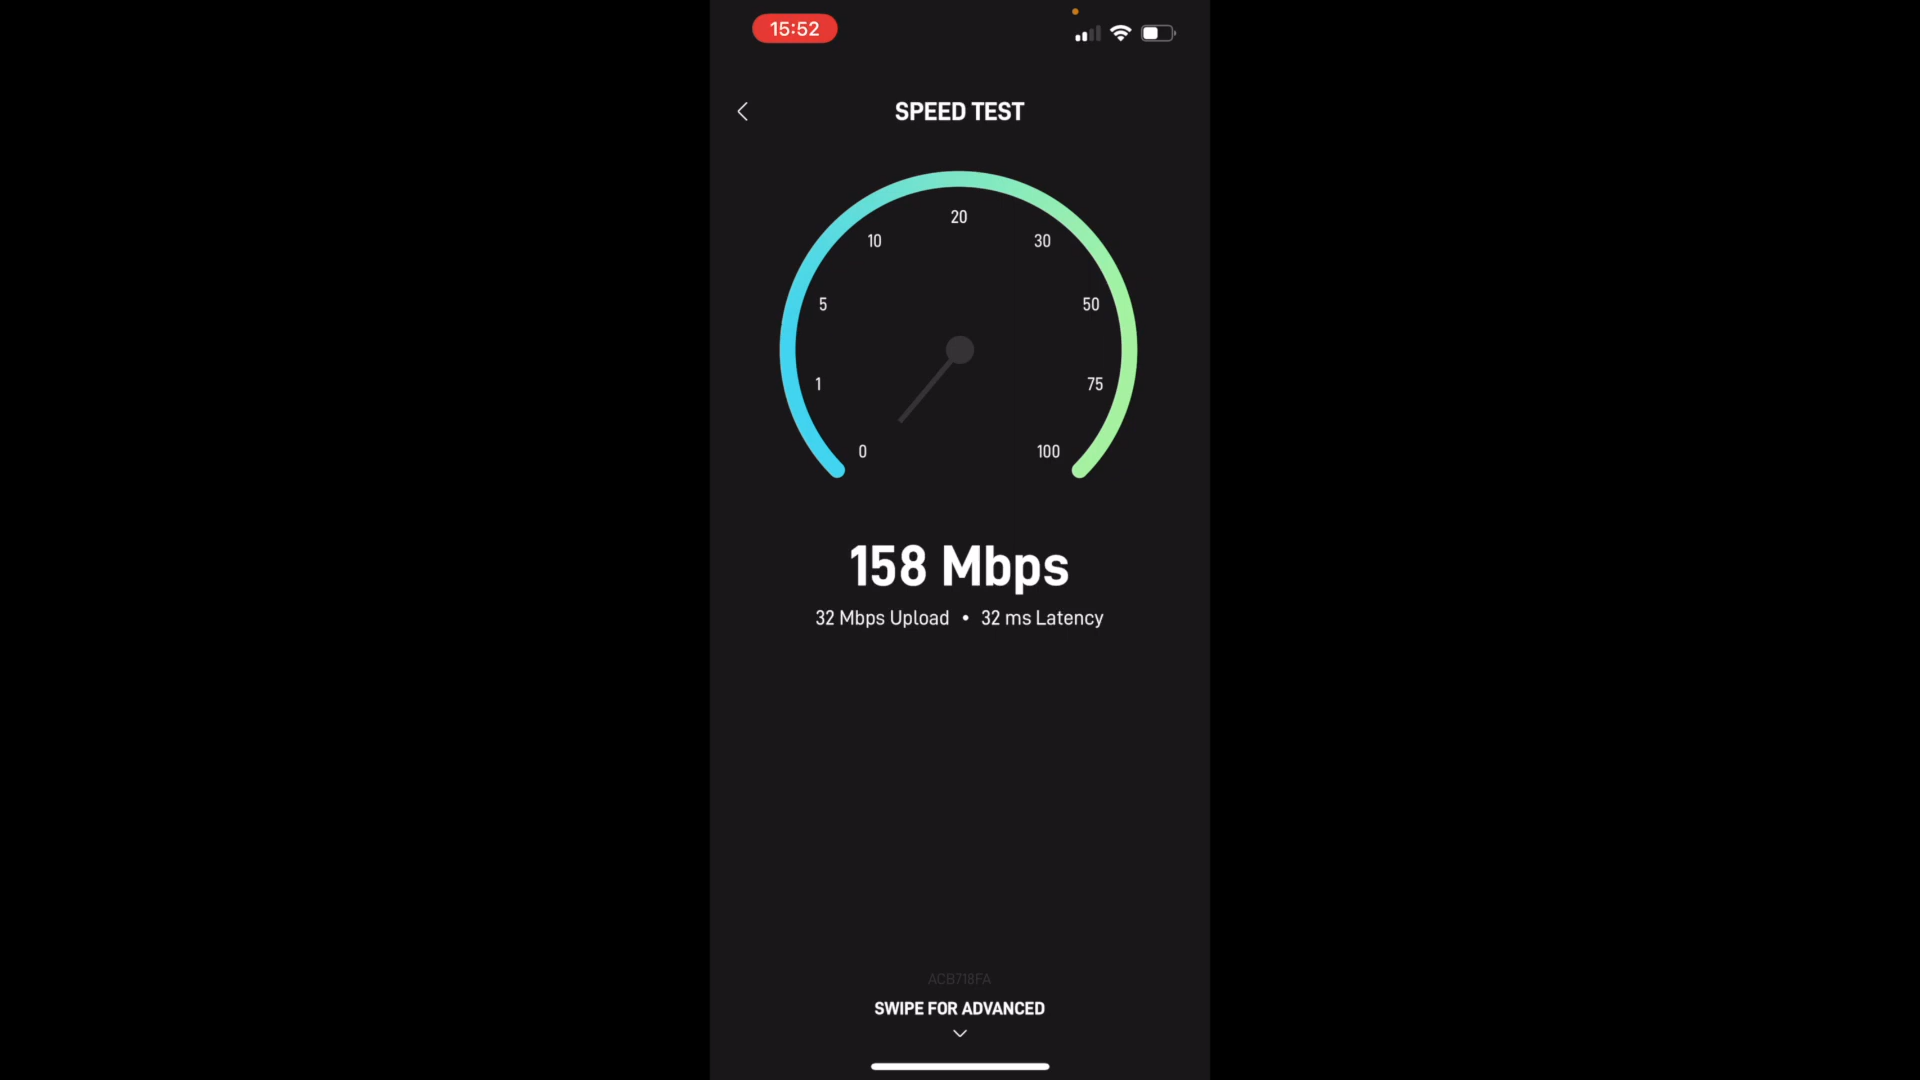 15:52
SPEED TEST
20
10
30
5
50
1
75
0
100
158 Mbps
32 Mbps Upload • 32 ms Latency
ACB718FA
SWIPE FOR ADVANCED